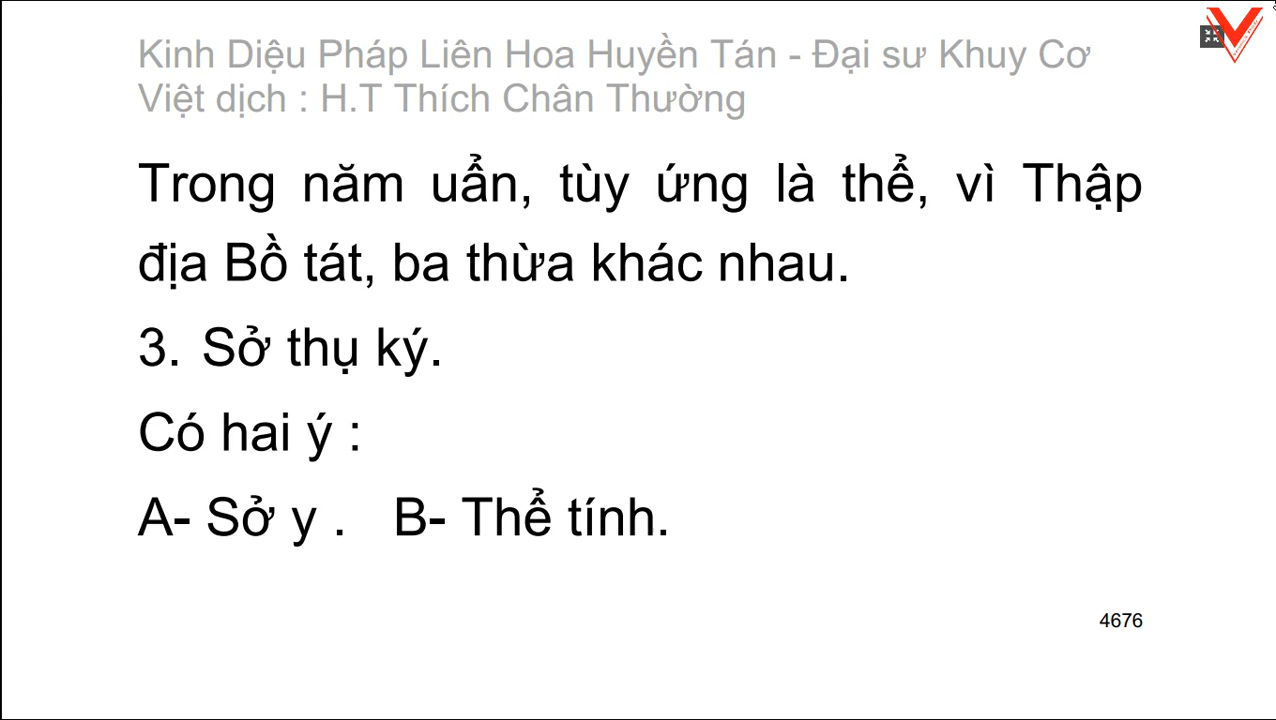 Kinh Diệu Pháp Liên Hoa Huyền Tán - Đại sư Khuy Cơ
Việt dịch : H.T Thích Chân Thường
Trong năm uẩn, tùy ứng là thể, vì Thập
địa Bồ tát, ba thừa khác nhau.
3. Sở thụ ký.
Có hai ý :
A- Sở y . B- Thể tính.
4676